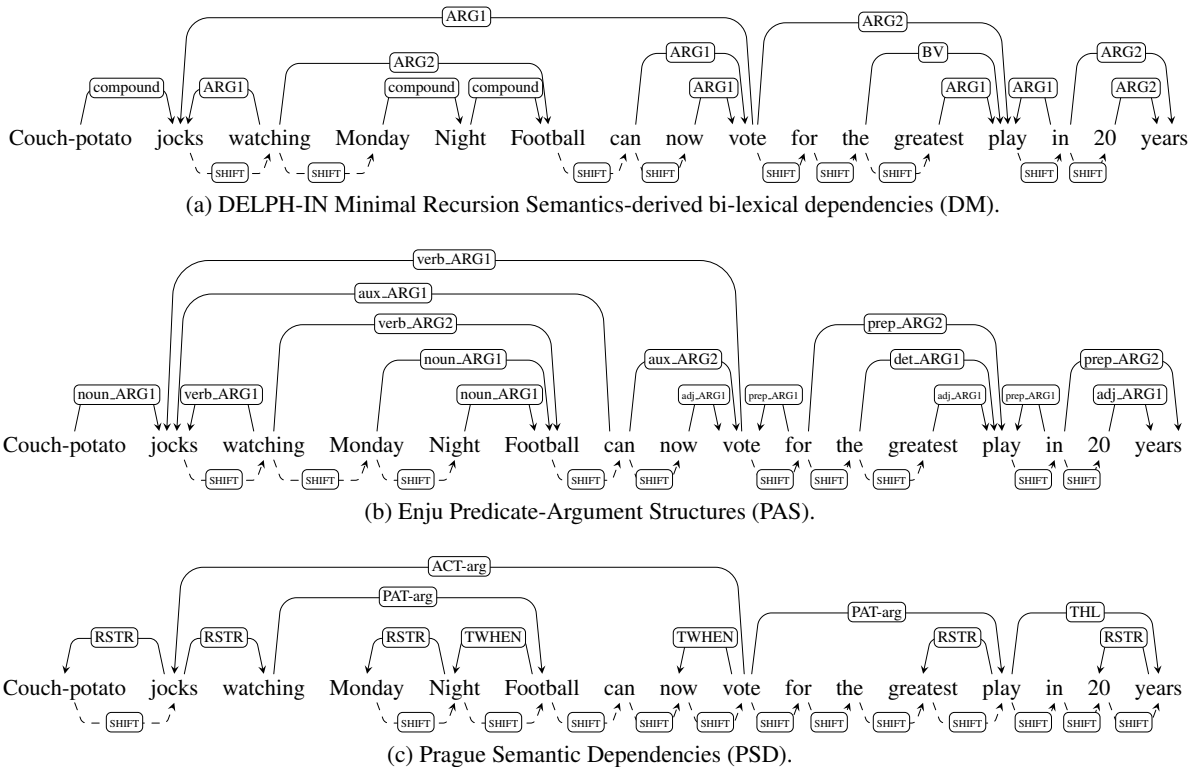 ARG1 ARG2
ARG1 BV ARG2
ARG2
compound ARG1 compound compound ARG1 ARG1 ARG1 ARG2
Couch-potato jocks watching Monday Night Football can now vote for the greatest play in 20 years
SHIFT SHIFT SHIFT SHIFT SHIFT SHIFT SHIFT SHIFT SHIFT
(a) DELPH-IN Minimal Recursion Semantics-derived bi-lexical dependencies (DM).
verb_ARG1
aux_ARG1
verb_ARG2 prep_ARG2
noun_ARG1 aux_ARG2 det_ARG1 prep_ARG2
noun_ARG1 verb_ARG1 noun_ARG1 adj_ARG1 prep_ARG1 adj_ARG1 prep_ARG1 adj_ARG1
Couch-potato jocks watching Monday Night Football can now vote for the greatest play in 20 years
SHIFT SHIFT SHIFT SHIFT SHIFT SHIFT SHIFT SHIFT SHIFT SHIFT
(b) Enju Predicate-Argument Structures (PAS).
ACT-arg
PAT-arg
PAT-arg THL
RSTR RSTR RSTR TWHEN TWHEN RSTR RSTR
Couch-potato jocks watching Monday Night Football can now vote for the greatest play in 20 years
SHIFT SHIFT SHIFT SHIFT SHIFT SHIFT SHIFT SHIFT SHIFT SHIFT SHIFT SHIFT SHIFT
(c) Prague Semantic Dependencies (PSD).